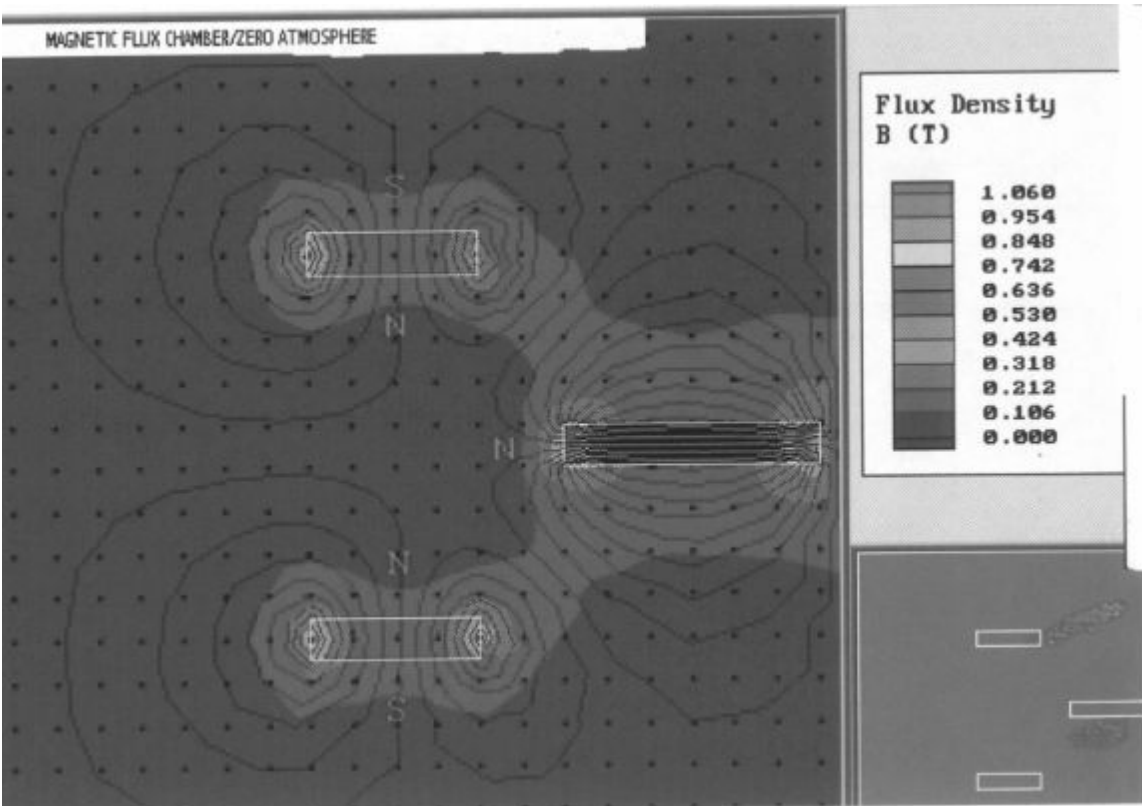 MAGNETIC FLUX CHAMBER/ZERO ATMOSPHERE
Flux Density
B (T)
1.060
0.954
0.848
0.742
0.636
0.530
0.424
0.318
0.212
0.106
0.000
S
N
N
N
S